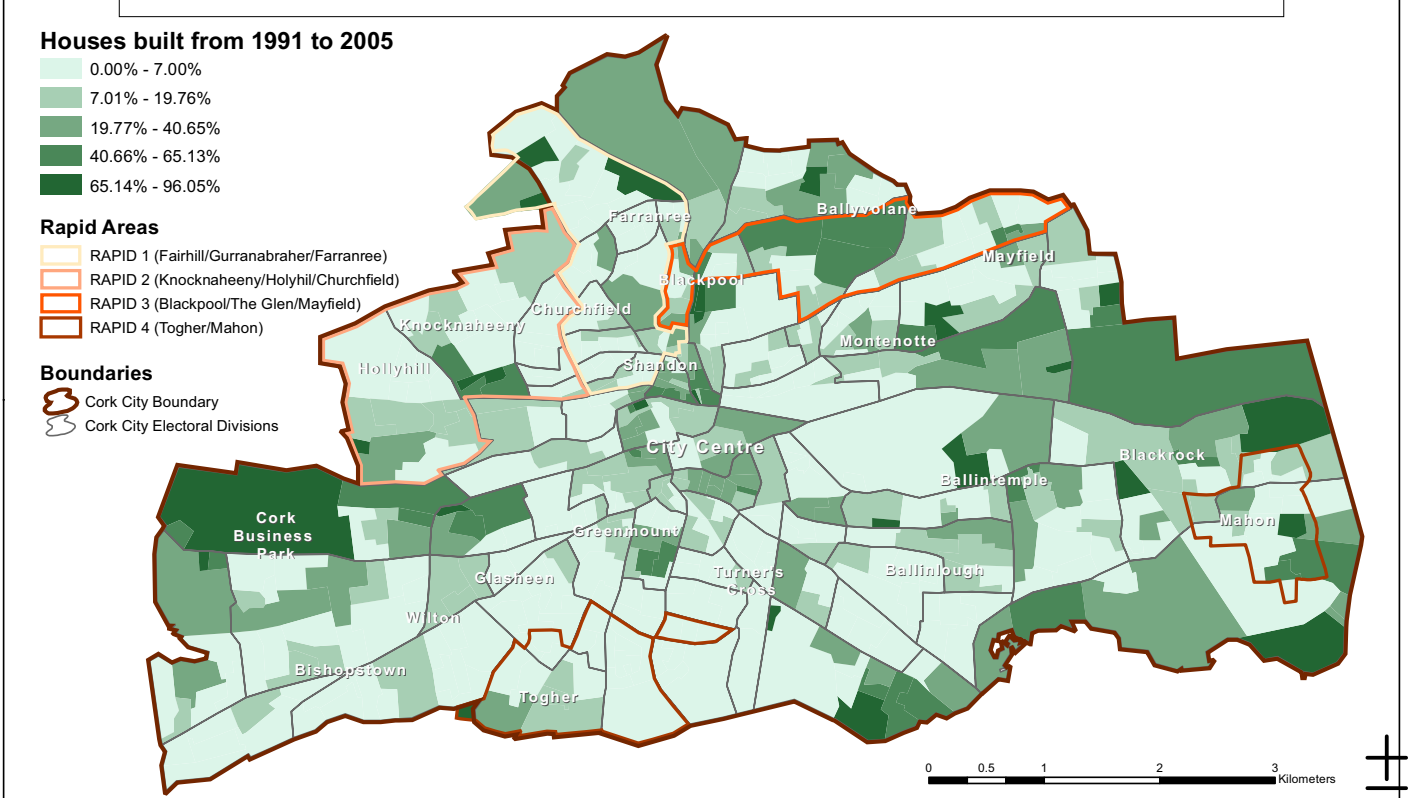 Houses built from 1991 to 2005
0.00% - 7.00%
7.01% - 19.76%
19.77% - 40.65%
40.66% - 65.13%
65.14% - 96.05%
Rapid Areas
RAPID 1 (Fairhill/Gurranabraher/Farranree)
RAPID 2 (Knocknaheeny/Holyhil/Churchfield)
RAPID 3 (Blackpool/The Glen/Mayfield)
RAPID 4 (Togher/Mahon)
Boundaries
Cork City Boundary
Cork City Electoral Divisions
Farranree
Ballyvolane
Mayfield
Blackpool
Churchfield
Knocknaheeny
Montenotte
Hollyhill
Shandon
City Centre
Blackrock
Ballintemple
Cork
Business
Park
Mahon
Greenmount
Glasheen
Turner's
Cross
Ballinlough
Wilton
Bishopstown
Togher
0 0.5 1 2 3
Kilometers